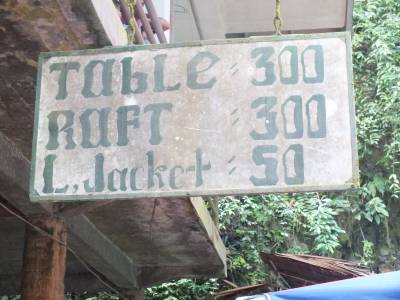 Table : 300
RAFT : 300
L. Jacket : 50